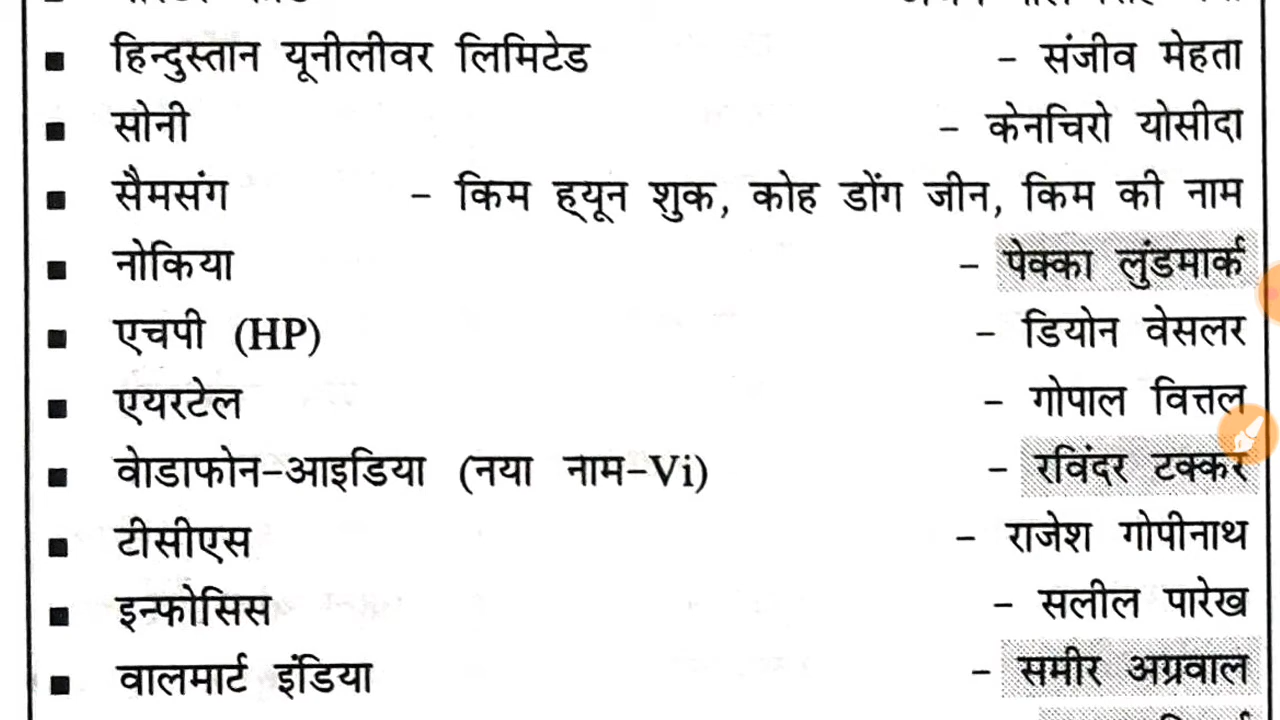 ■ हिन्दुस्तान यूनीलीवर लिमिटेड – संजीव मेहता
■ सोनी – केनचिरो योसीदा
■ सैमसंग – किम ह्यून शुक, कोह डोंग जीन, किम की नाम
■ नोकिया – पेक्का लुंडमार्क
■ एचपी (HP) – डियोन वेसलर
■ एयरटेल – गोपाल वित्तल
■ वोडाफोन–आइडिया (नया नाम–Vi) – रविंदर टक्कर
■ टीसीएस – राजेश गोपीनाथ
■ इन्फोसिस – सलील पारेख
■ वालमार्ट इंडिया – समीर अग्रवाल